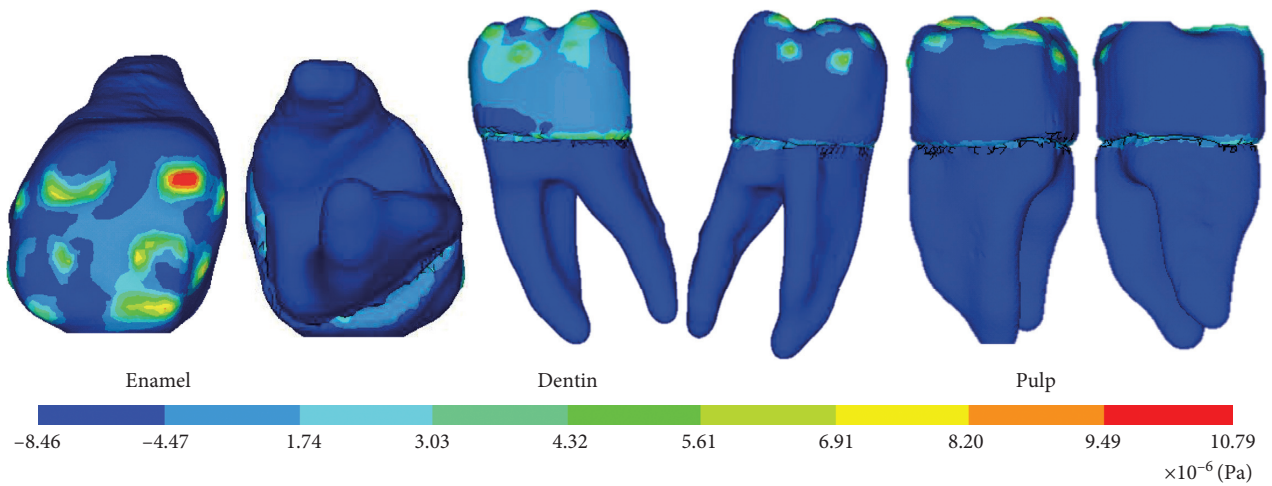 Enamel Dentin Pulp
–8.46 –4.47 1.74 3.03 4.32 5.61 6.91 8.20 9.49 10.79
×10⁻⁶ (Pa)